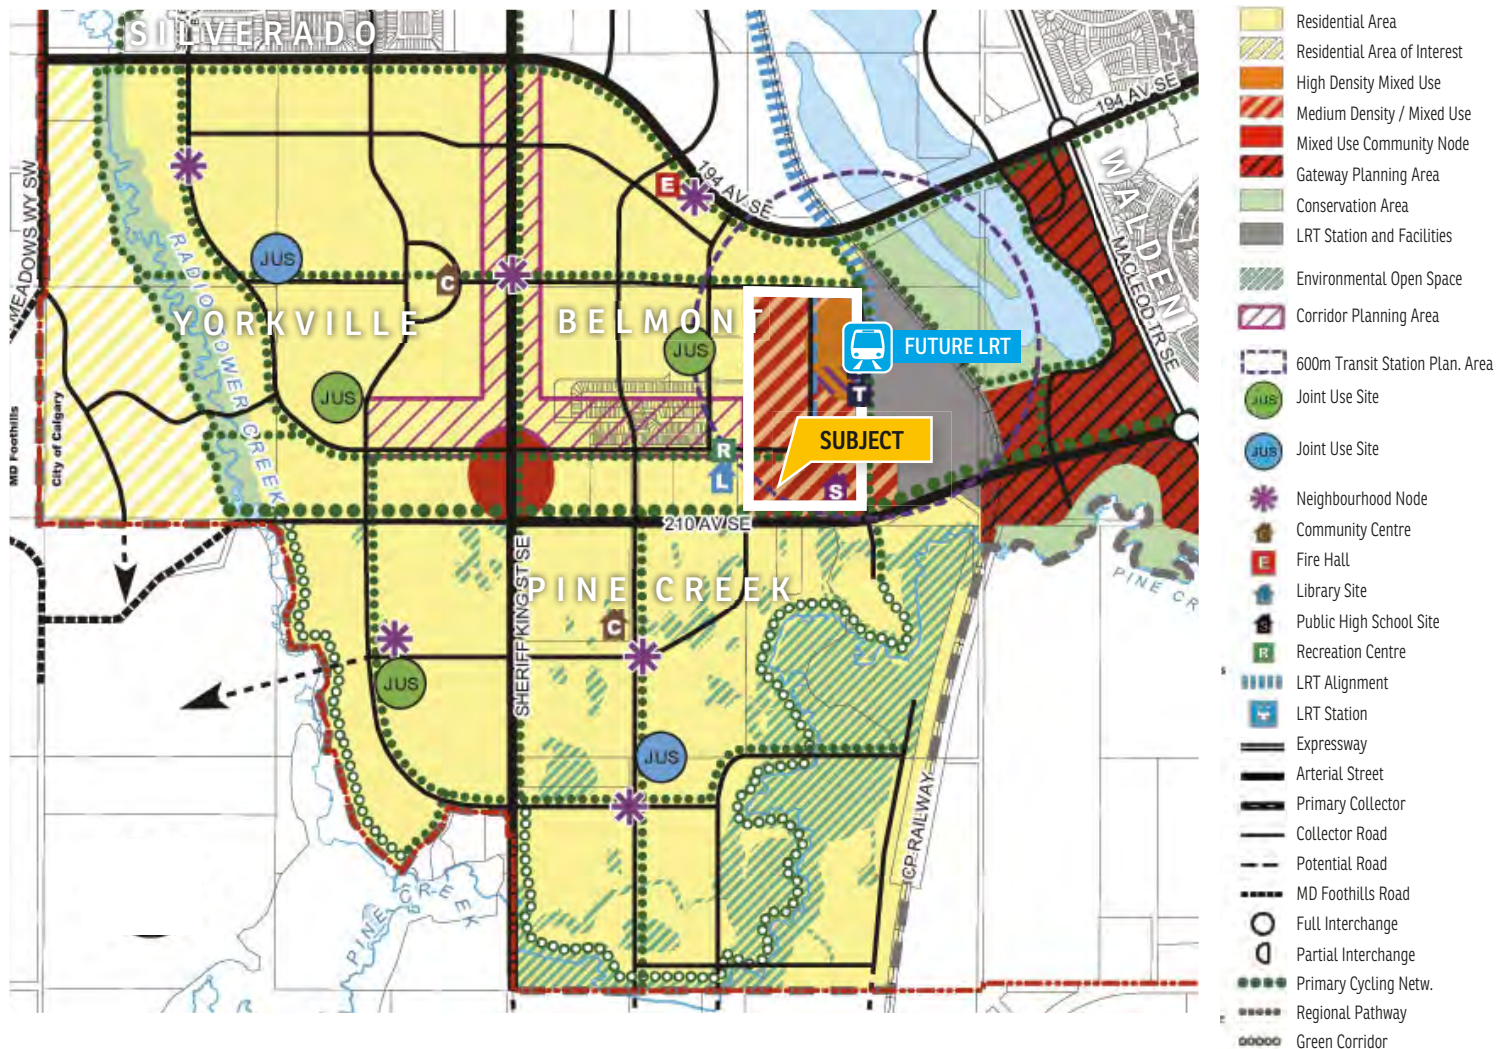 SILVERADO
194 AV SE
WALDEN
MACLEOD TR SE
MEADOWS WY SW
194 AV SE
E
RADIO TOWER CREEK
JUS
C
YORKVILLE
BELMONT
JUS
FUTURE LRT
JUS
T
MD Foothills
City of Calgary
SUBJECT
R
L
S
210 AV SE
PINE CREEK
SHERIFF KING ST SE
PINE CR
C
JUS
JUS
CP RAILWAY
PINE CREEK
Residential Area
Residential Area of Interest
High Density Mixed Use
Medium Density / Mixed Use
Mixed Use Community Node
Gateway Planning Area
Conservation Area
LRT Station and Facilities
Environmental Open Space
Corridor Planning Area
600m Transit Station Plan. Area
JUS
Joint Use Site
JUS
Joint Use Site
Neighbourhood Node
Community Centre
E
Fire Hall
Library Site
Public High School Site
R
Recreation Centre
LRT Alignment
LRT Station
Expressway
Arterial Street
Primary Collector
Collector Road
Potential Road
MD Foothills Road
Full Interchange
Partial Interchange
Primary Cycling Netw.
Regional Pathway
Green Corridor